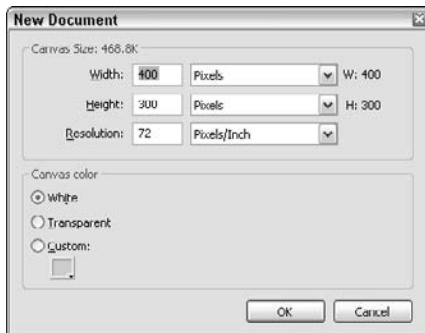 New Document
Canvas Size: 468.8K
Width: 400 Pixels W: 400
Height: 300 Pixels H: 300
Resolution: 72 Pixels/Inch
Canvas color
White
Transparent
Custom:
OK Cancel